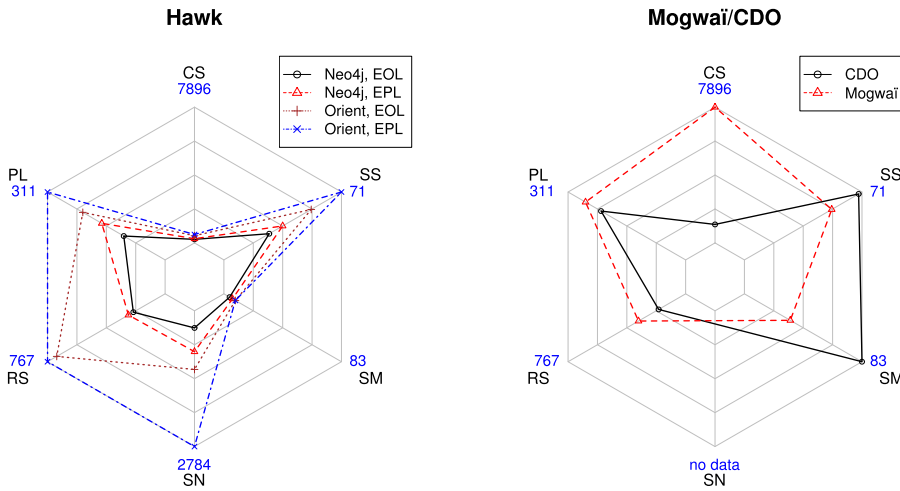 Hawk
Neo4j, EOL
Neo4j, EPL
Orient, EOL
Orient, EPL
CS
7896
PL
311
SS
71
767
RS
83
SM
2784
SN
Mogwaï/CDO
CDO
Mogwaï
CS
7896
PL
311
SS
71
767
RS
83
SM
no data
SN